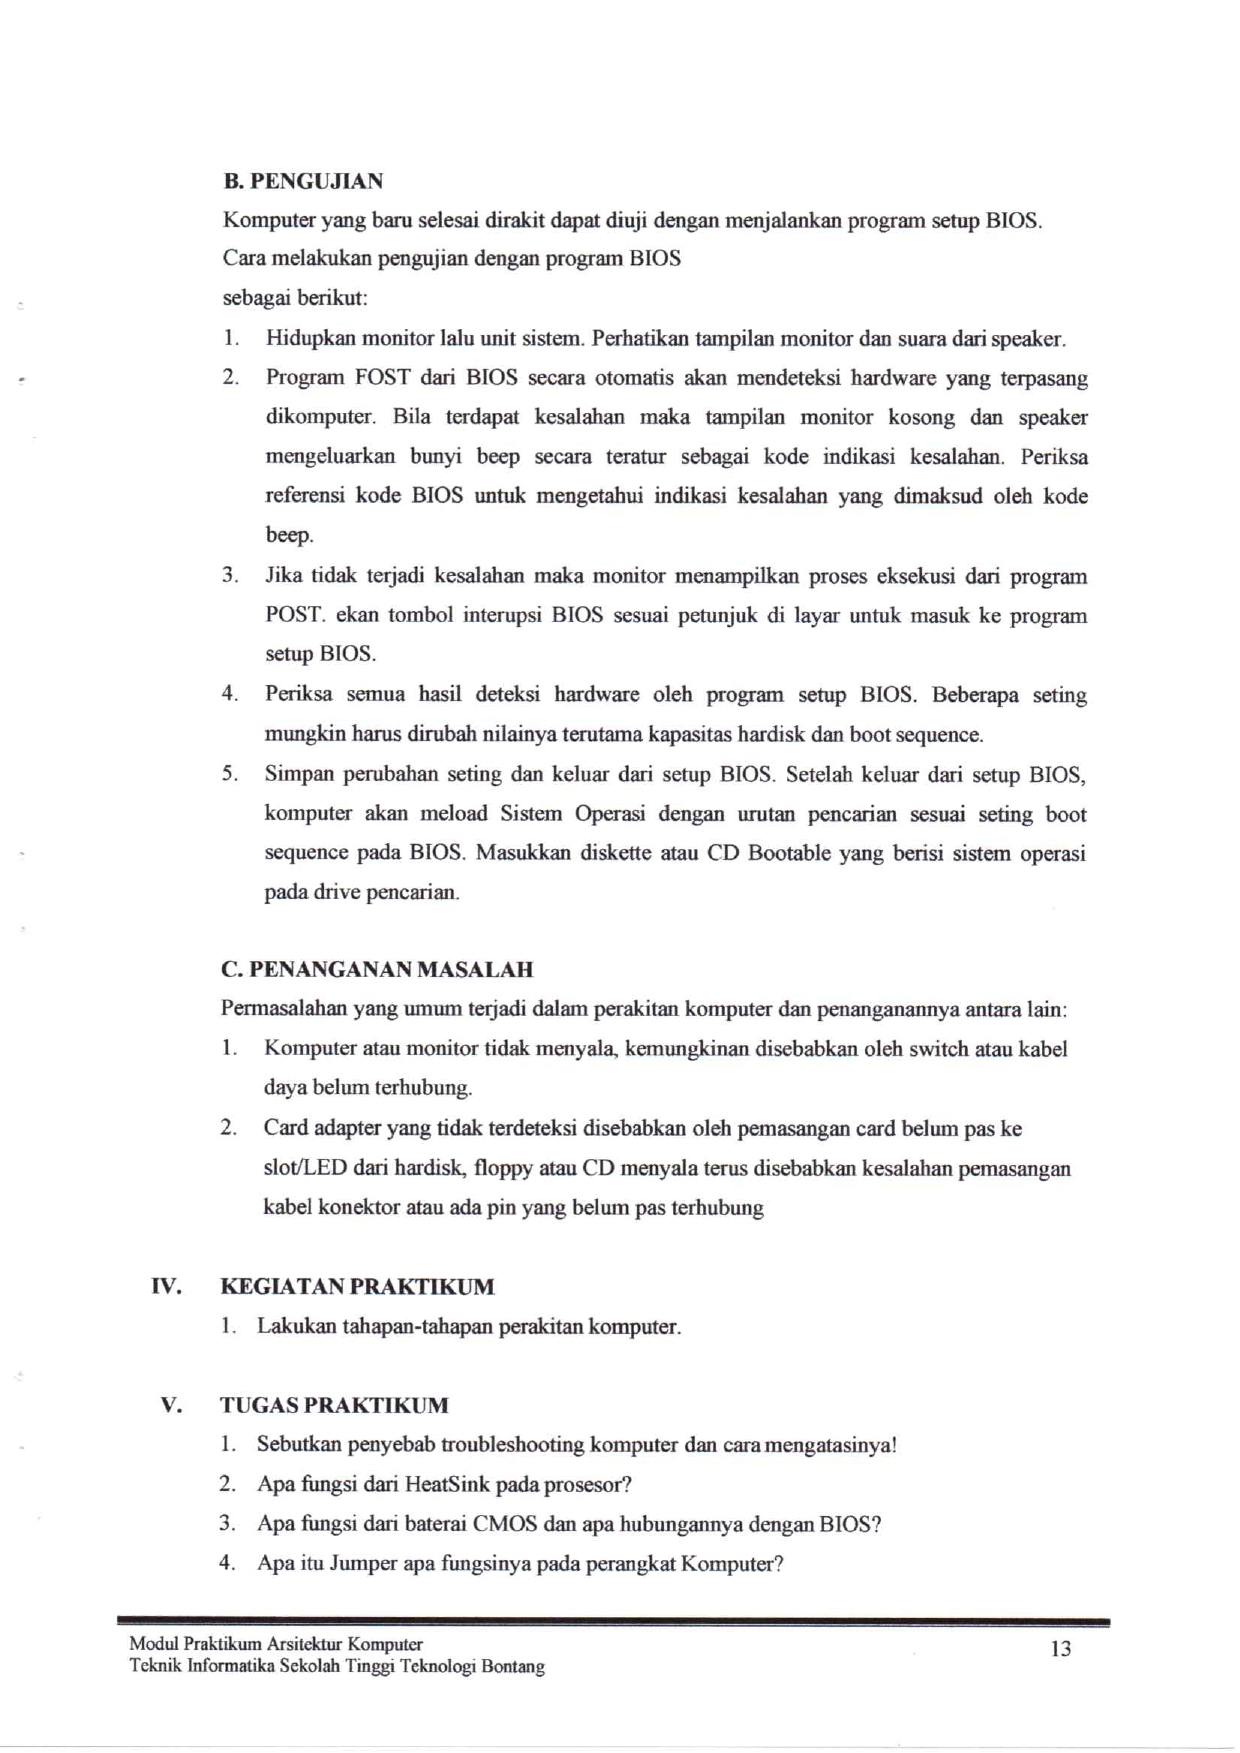 B. PENGUJIAN
Komputer yang baru selesai dirakit dapat diuji dengan menjalankan program setup BIOS.
Cara melakukan pengujian dengan program BIOS
sebagai berikut:
1. Hidupkan monitor lalu unit sistem. Perhatikan tampilan monitor dan suara dari speaker.
2. Program FOST dari BIOS secara otomatis akan mendeteksi hardware yang terpasang
dikomputer. Bila terdapat kesalahan maka tampilan monitor kosong dan speaker
mengeluarkan bunyi beep secara teratur sebagai kode indikasi kesalahan. Periksa
referensi kode BIOS untuk mengetahui indikasi kesalahan yang dimaksud oleh kode
beep.
3. Jika tidak terjadi kesalahan maka monitor menampilkan proses eksekusi dari program
POST. ekan tombol interupsi BIOS sesuai petunjuk di layar untuk masuk ke program
setup BIOS.
4. Periksa semua hasil deteksi hardware oleh program setup BIOS. Beberapa seting
mungkin harus dirubah nilainya terutama kapasitas hardisk dan boot sequence.
5. Simpan perubahan seting dan keluar dari setup BIOS. Setelah keluar dari setup BIOS,
komputer akan meload Sistem Operasi dengan urutan pencarian sesuai seting boot
sequence pada BIOS. Masukkan diskette atau CD Bootable yang berisi sistem operasi
pada drive pencarian.
C. PENANGANAN MASALAH
Permasalahan yang umum terjadi dalam perakitan komputer dan penanganannya antara lain:
1. Komputer atau monitor tidak menyala, kemungkinan disebabkan oleh switch atau kabel
daya belum terhubung.
2. Card adapter yang tidak terdeteksi disebabkan oleh pemasangan card belum pas ke
slot/LED dari hardisk, floppy atau CD menyala terus disebabkan kesalahan pemasangan
kabel konektor atau ada pin yang belum pas terhubung
IV. KEGIATAN PRAKTIKUM
1. Lakukan tahapan-tahapan perakitan komputer.
V. TUGAS PRAKTIKUM
1. Sebutkan penyebab troubleshooting komputer dan cara mengatasinya!
2. Apa fungsi dari HeatSink pada prosesor?
3. Apa fungsi dari baterai CMOS dan apa hubungannya dengan BIOS?
4. Apa itu Jumper apa fungsinya pada perangkat Komputer?
Modul Praktikum Arsitektur Komputer
Teknik Informatika Sekolah Tinggi Teknologi Bontang
13